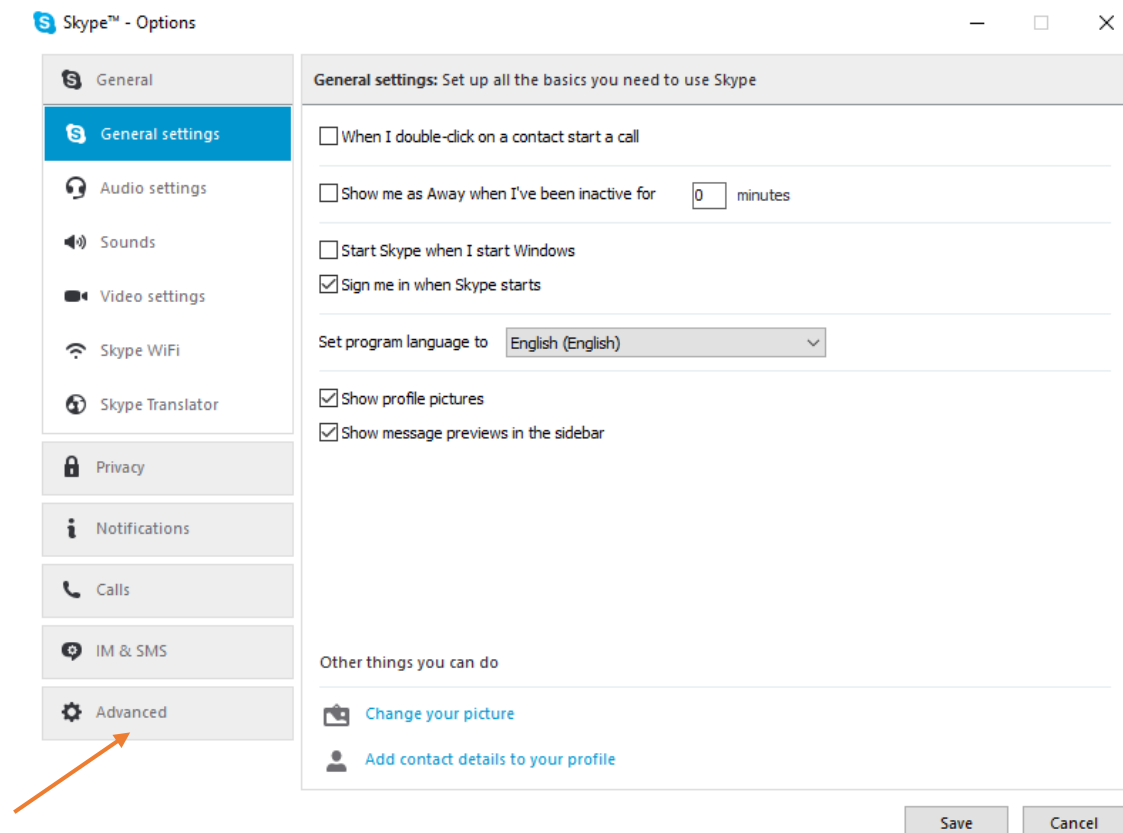 Skype™ - Options
General
General settings
Audio settings
Sounds
Video settings
Skype WiFi
Skype Translator
Privacy
Notifications
Calls
IM & SMS
Advanced
General settings: Set up all the basics you need to use Skype
When I double-click on a contact start a call
Show me as Away when I've been inactive for 0 minutes
Start Skype when I start Windows
Sign me in when Skype starts
Set program language to English (English)
Show profile pictures
Show message previews in the sidebar
Other things you can do
Change your picture
Add contact details to your profile
Save Cancel